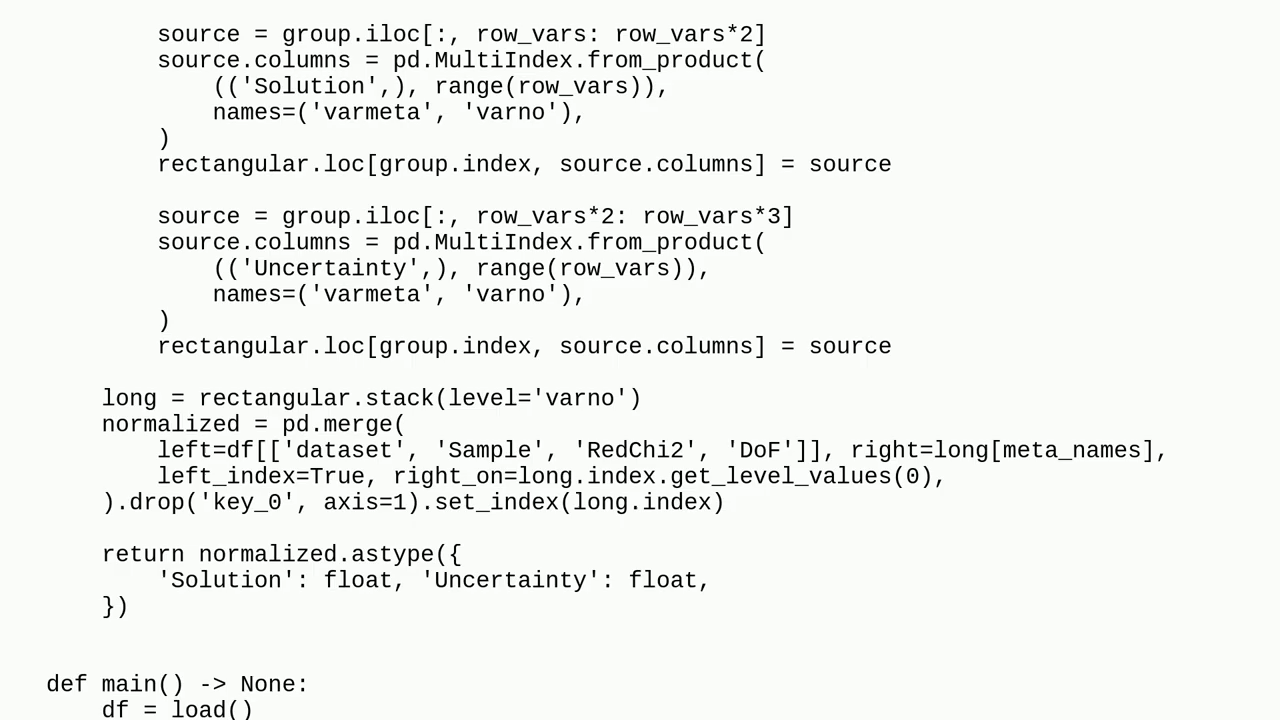 source = group.iloc[:, row_vars: row_vars*2]
        source.columns = pd.MultiIndex.from_product(
            (('Solution',), range(row_vars)),
            names=('varmeta', 'varno'),
        )
        rectangular.loc[group.index, source.columns] = source

        source = group.iloc[:, row_vars*2: row_vars*3]
        source.columns = pd.MultiIndex.from_product(
            (('Uncertainty',), range(row_vars)),
            names=('varmeta', 'varno'),
        )
        rectangular.loc[group.index, source.columns] = source

    long = rectangular.stack(level='varno')
    normalized = pd.merge(
        left=df[['dataset', 'Sample', 'RedChi2', 'DoF']], right=long[meta_names],
        left_index=True, right_on=long.index.get_level_values(0),
    ).drop('key_0', axis=1).set_index(long.index)

    return normalized.astype({
        'Solution': float, 'Uncertainty': float,
    })


def main() -> None:
    df = load()